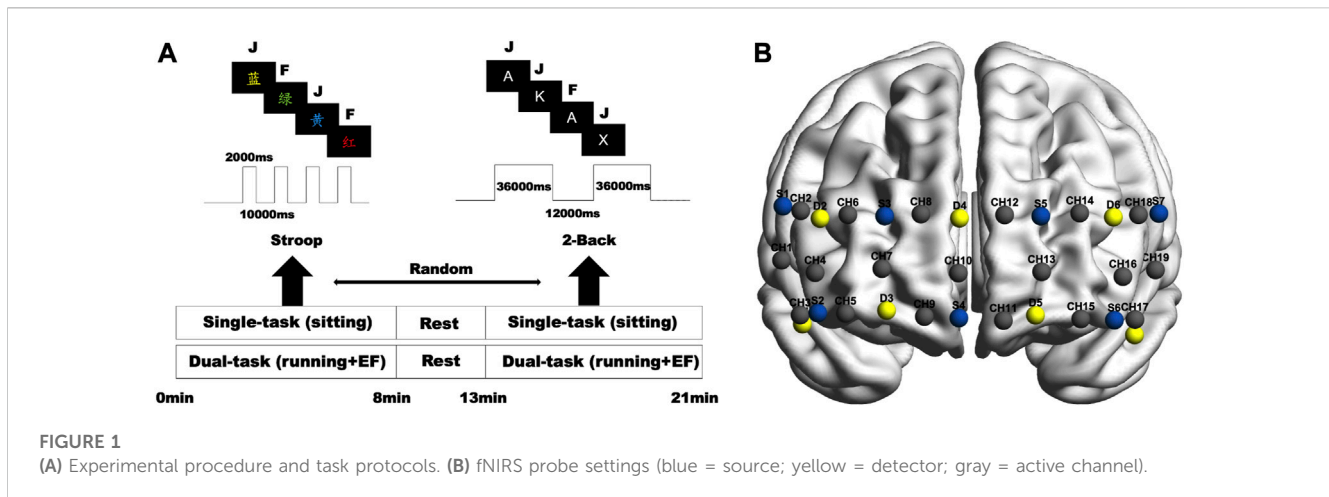 A
J
蓝
F
绿
J
黄
F
红
2000ms
10000ms
Stroop
J
A
J
K
F
A
J
X
36000ms
36000ms
12000ms
2-Back
Random
Single-task (sitting) Rest Single-task (sitting)
Dual-task (running+EF) Rest Dual-task (running+EF)
0min 8min 13min 21min
B
S1 CH2 D2 CH6 S3 CH8 D4 CH12 S5 CH14 D6 CH18 S7
CH1 CH4 CH7 CH10 CH13 CH16 CH19
CH3 S2 CH5 D3 CH9 S4 CH11 D5 CH15 S6 CH17
FIGURE 1
(A) Experimental procedure and task protocols. (B) fNIRS probe settings (blue = source; yellow = detector; gray = active channel).